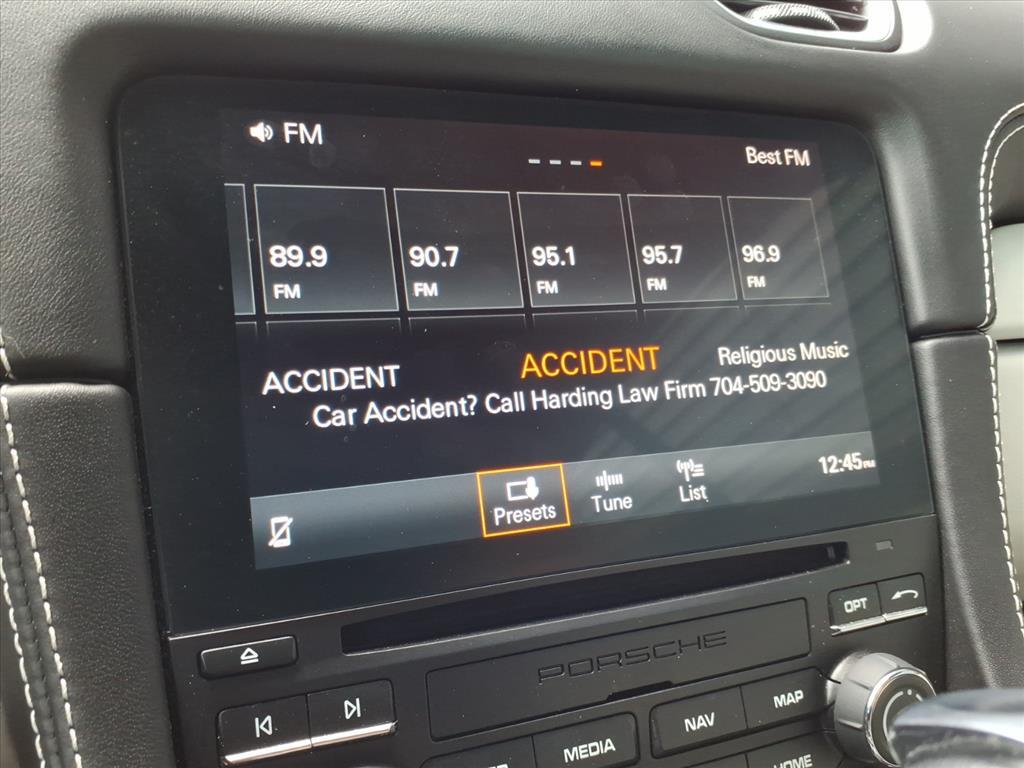 FM
Best FM
89.9 90.7 95.1 95.7 96.9
FM FM FM FM FM
ACCIDENT ACCIDENT Religious Music
Car Accident? Call Harding Law Firm 704-509-3090
Presets Tune List 12:45PM
OPT
PORSCHE
NAV MAP
MEDIA
HOME